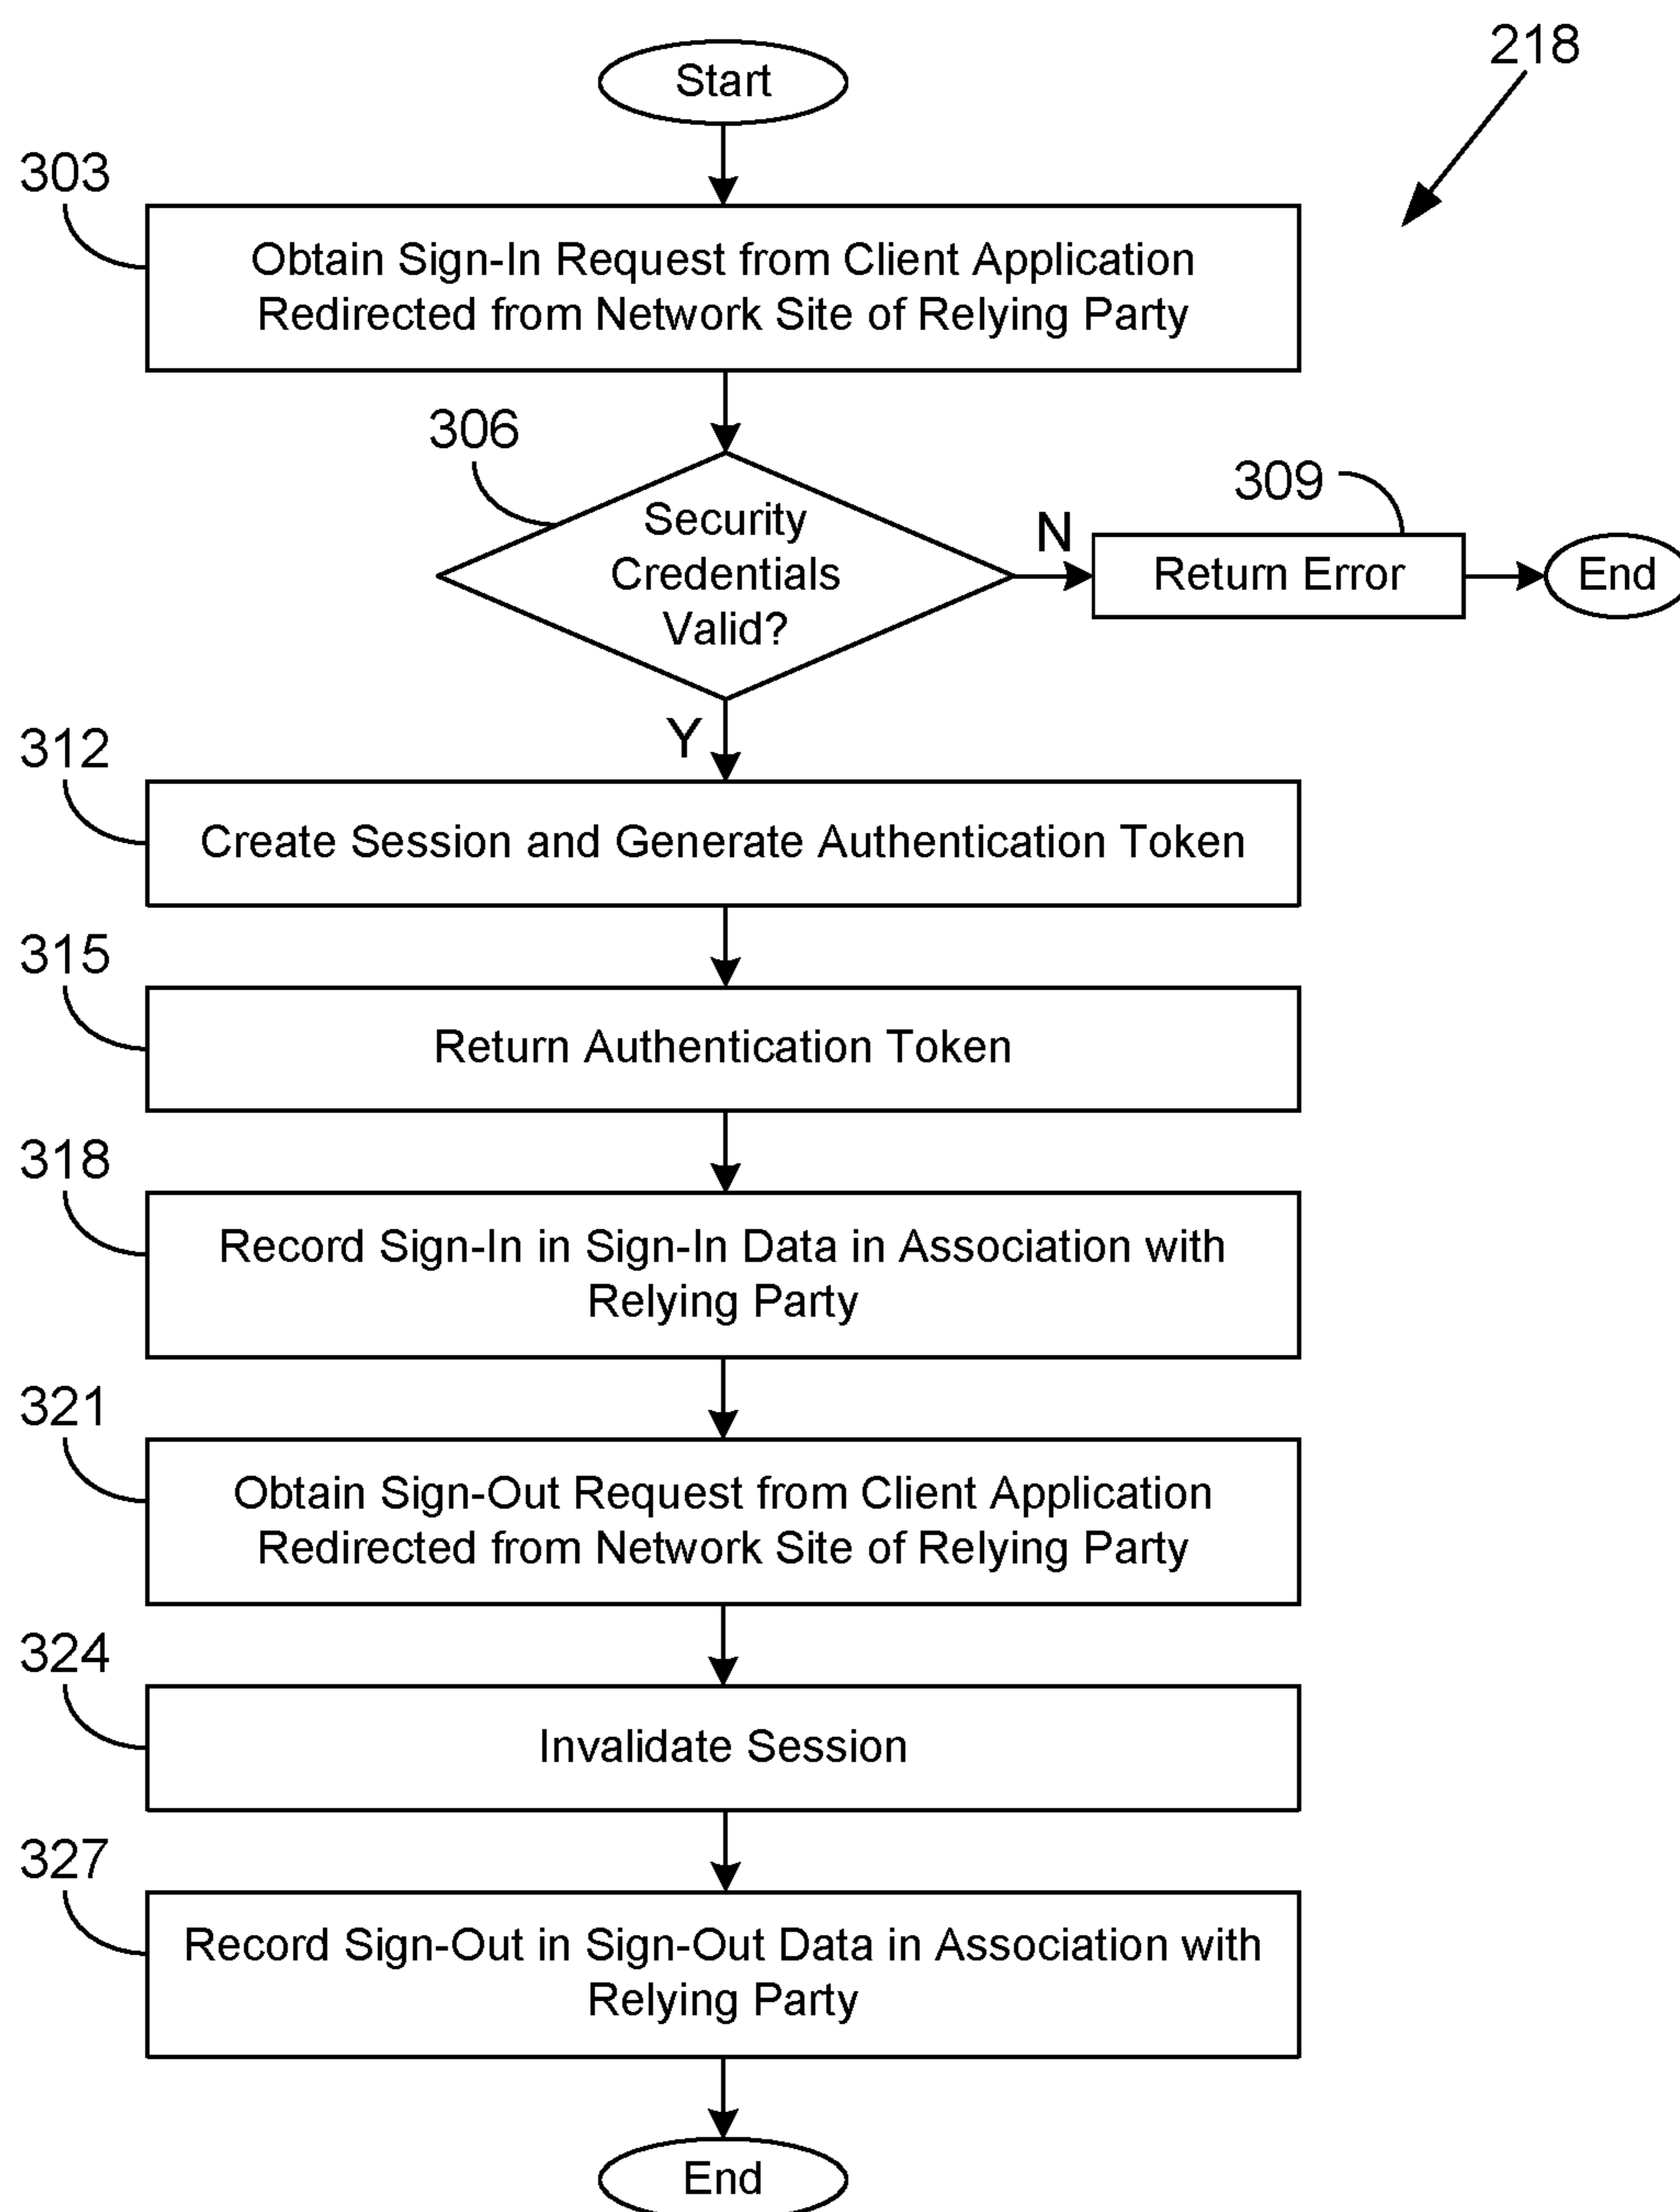 218
Start
303
Obtain Sign-In Request from Client Application
Redirected from Network Site of Relying Party
306
Security
Credentials
Valid?
N
309
Return Error
End
Y
312
Create Session and Generate Authentication Token
315
Return Authentication Token
318
Record Sign-In in Sign-In Data in Association with
Relying Party
321
Obtain Sign-Out Request from Client Application
Redirected from Network Site of Relying Party
324
Invalidate Session
327
Record Sign-Out in Sign-Out Data in Association with
Relying Party
End